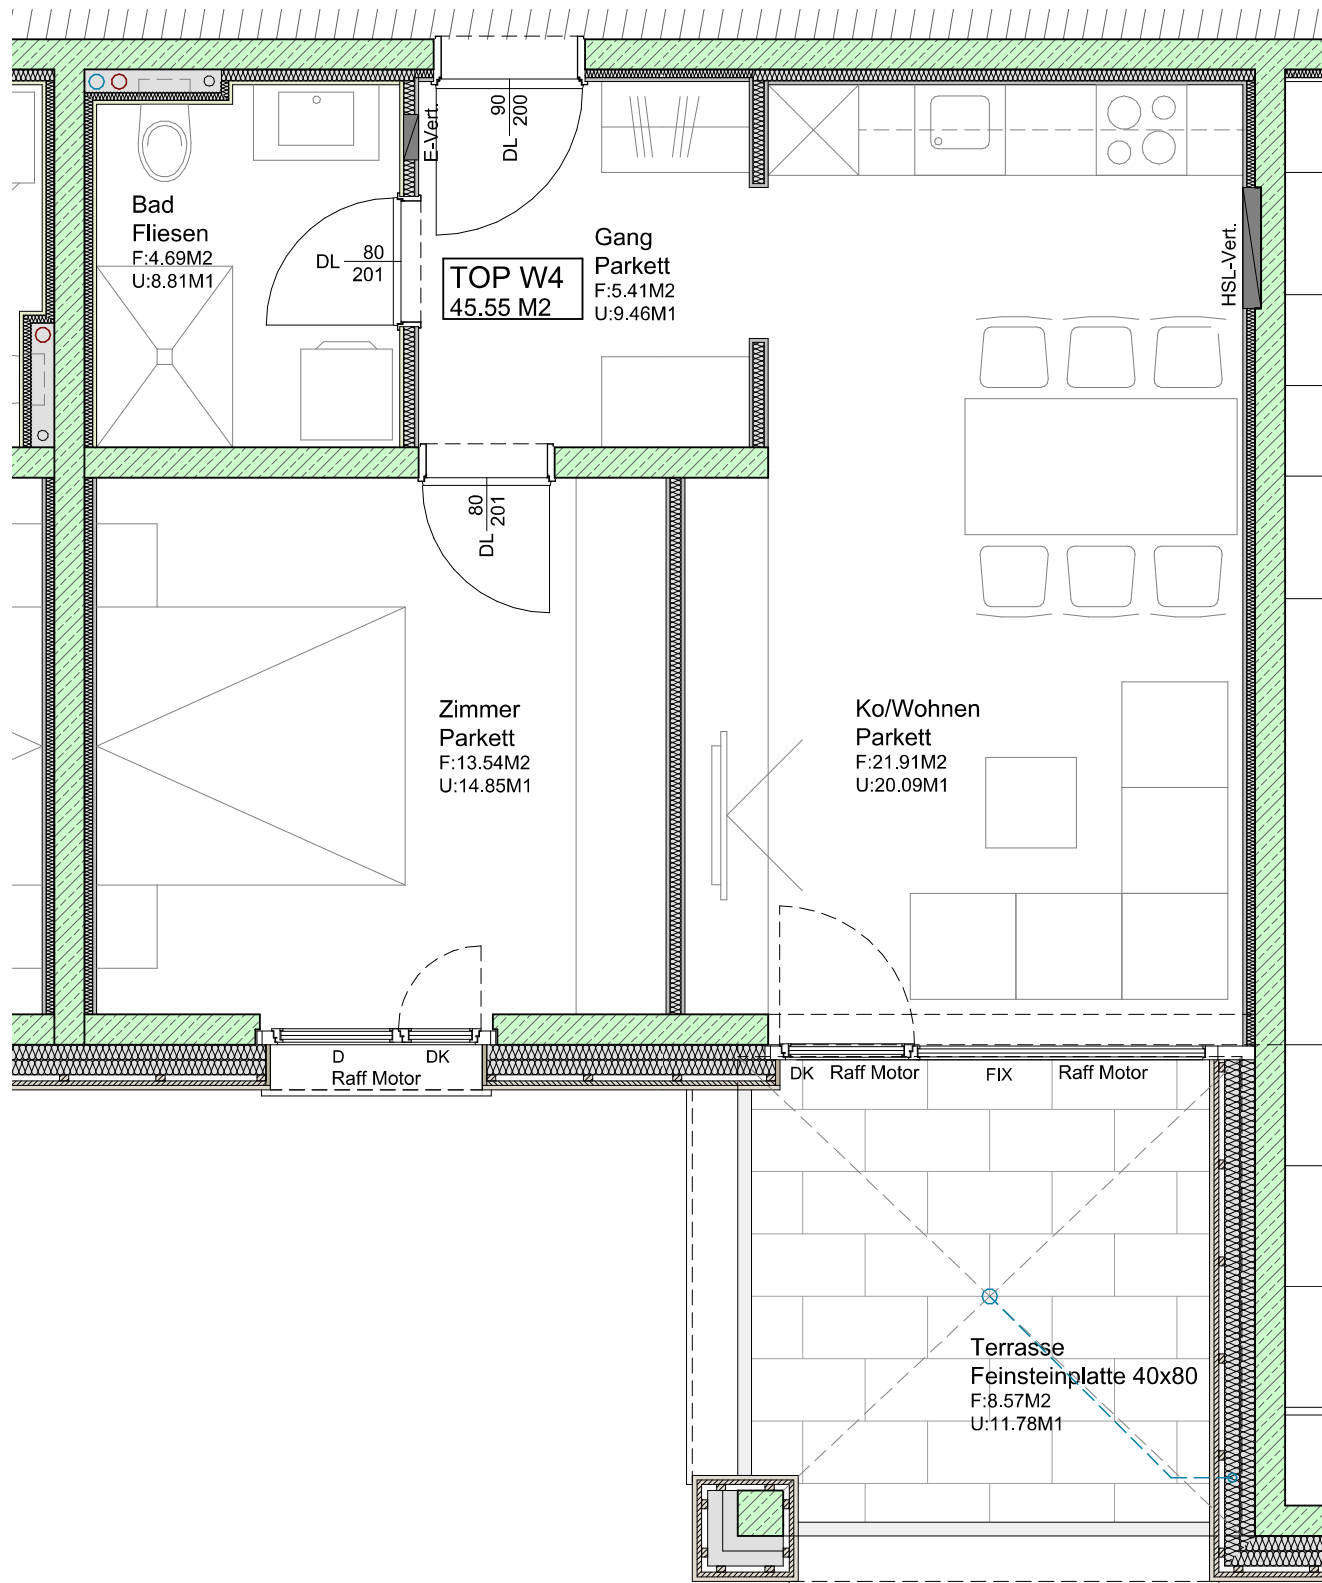 E-Vert.
90
DL
200
Bad
Fliesen
F:4.69M2
U:8.81M1
DL
80
201
TOP W4
45.55 M2
Gang
Parkett
F:5.41M2
U:9.46M1
HSL-Vert.
80
DL
201
Zimmer
Parkett
F:13.54M2
U:14.85M1
Ko/Wohnen
Parkett
F:21.91M2
U:20.09M1
D DK
Raff Motor
DK Raff Motor FIX Raff Motor
Terrasse
Feinsteinplatte 40x80
F:8.57M2
U:11.78M1